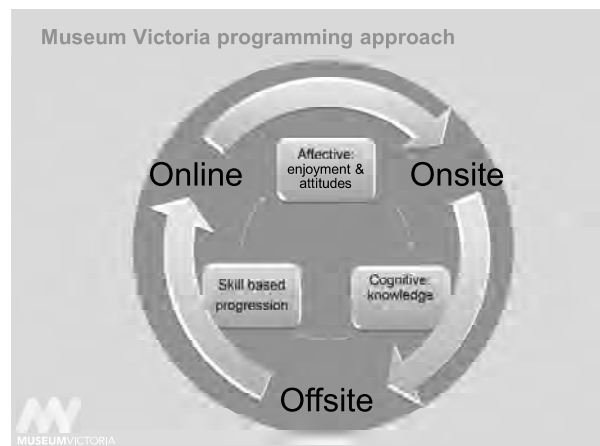 Museum Victoria programming approach
Online
Affective:
enjoyment &
attitudes
Onsite
Skill based
progression
Cognitive:
knowledge
Offsite
MUSEUMVICTORIA